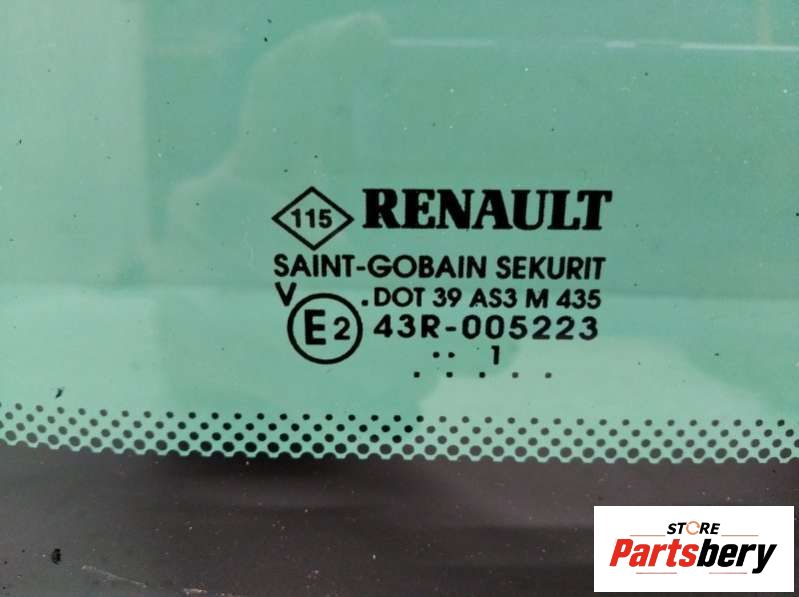 115 RENAULT
SAINT-GOBAIN SEKURIT
V .DOT 39 AS3 M 435
E2 43R-005223
.. 1
. . . . .
STORE
Partsbery